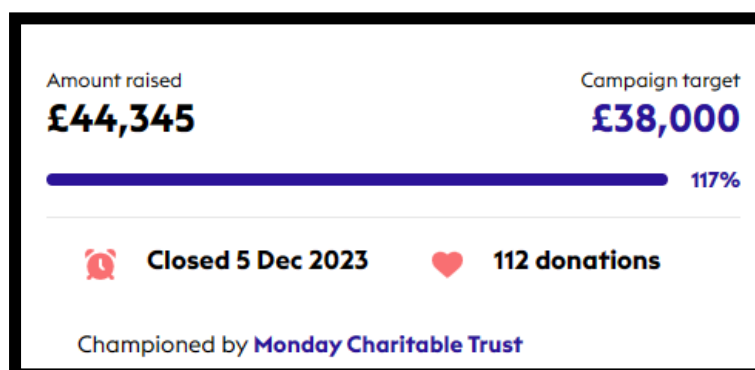 Amount raised
Campaign target
£44,345
£38,000
117%
Closed 5 Dec 2023
112 donations
Championed by Monday Charitable Trust